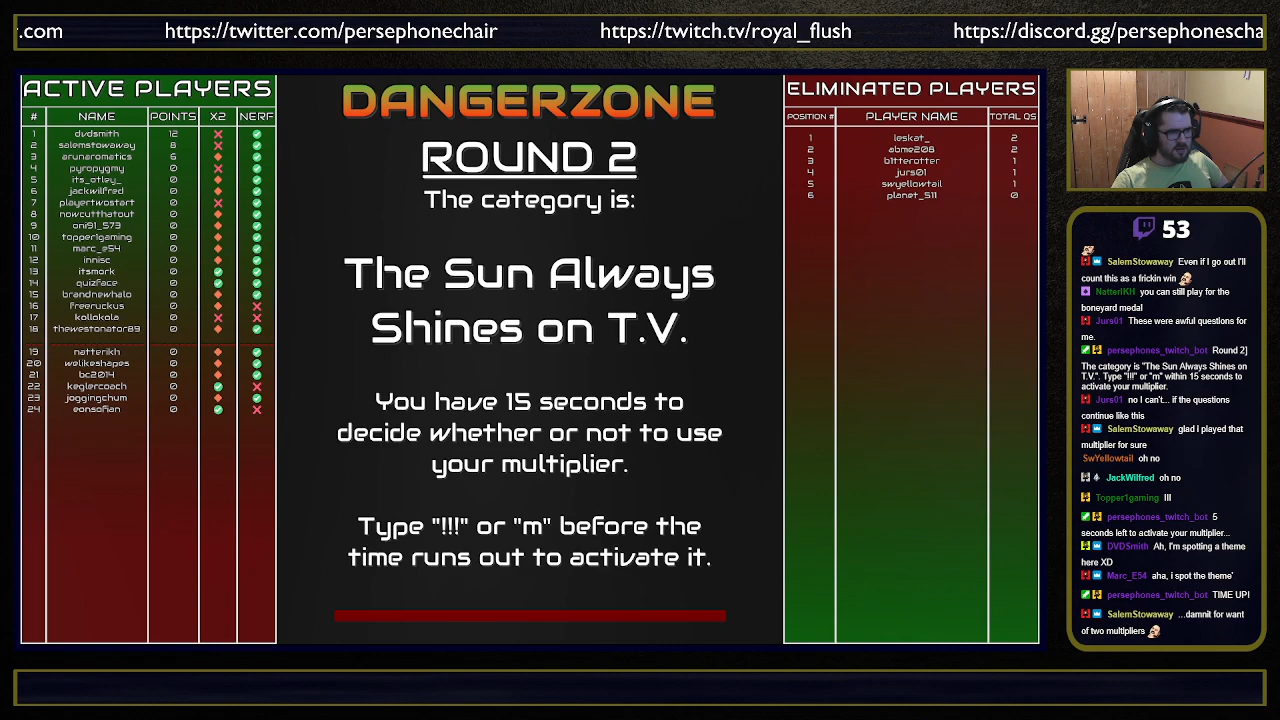 r.com https://twitter.com/persephonechair https://twitch.tv/royal_flush https://discord.gg/persephonescha
ACTIVE PLAYERS
# NAME POINTS X2 NERF
1 dvdsmith 12
2 salemstowaway 8
3 arunaromatics 6
4 pyropygmy 0
5 its_otley_ 0
6 jackwilfred 0
7 playertwostart 0
8 nowcutthatout 0
9 oni91_573 0
10 topper1gaming 0
11 marc_e54 0
12 innisc 0
13 itsmork 0
14 quizface 0
15 brandnewhalo 0
16 freeruckus 0
17 kollokola 0
18 thewestonator89 0
19 natterikh 0
20 welikeshapes 0
21 bc2014 0
22 keglercoach 0
23 joggingchum 0
24 eonsofian 0
DANGERZONE
ROUND 2
The category is:
The Sun Always
Shines on T.V.
You have 15 seconds to
decide whether or not to use
your multiplier.
Type "!!!" or "m" before the
time runs out to activate it.
ELIMINATED PLAYERS
POSITION # PLAYER NAME TOTAL QS
1 leskat_ 2
2 abme208 2
3 b1tterotter 1
4 jurs01 1
5 swyellowtail 1
6 planet_511 0
53
SalemStowaway Even if I go out I'll
count this as a frickin win
NatterIKH you can still play for the
boneyard medal
Jurs01 These were awful questions for
me.
persephones_twitch_bot Round 2]
The category is "The Sun Always Shines on
T.V.". Type "!!!" or "m" within 15 seconds to
activate your multiplier.
Jurs01 no I can't... if the questions
continue like this
SalemStowaway glad I played that
multiplier for sure
SwYellowtail oh no
JackWilfred oh no
Topper1gaming !!!
persephones_twitch_bot 5
seconds left to activate your multiplier...
DVDSmith Ah, I'm spotting a theme
here XD
Marc_E54 aha, i spot the theme'
persephones_twitch_bot TIME UP!
SalemStowaway ...damnit for want
of two multipliers